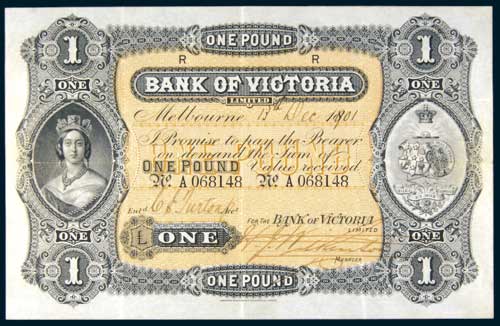 1 ONE POUND 1
R R
ONE BANK OF VICTORIA ONE
LIMITED
Melbourne 13th Dec 1901
I Promise to pay the Bearer
on demand the Sum of
ONE POUND Value received
No. A 068148 No. A 068148
Entd
FOR THE BANK OF VICTORIA
LIMITED
ONE £ ONE ONE
MANAGER
1 ONE POUND 1